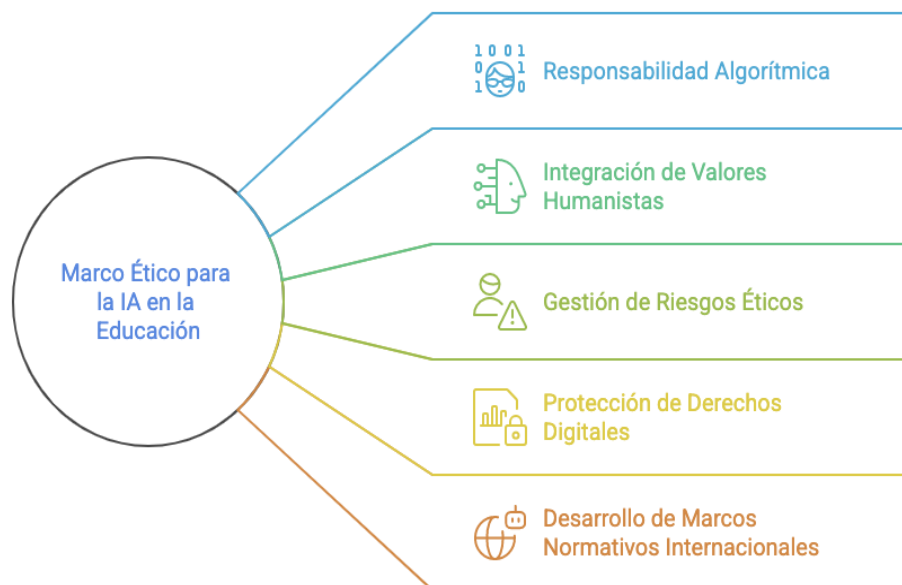 1 0 0 1
0 1
1 0
Responsabilidad Algorítmica
Integración de Valores
Humanistas
Marco Ético para
la IA en la
Educación
Gestión de Riesgos Éticos
Protección de Derechos
Digitales
Desarrollo de Marcos
Normativos Internacionales